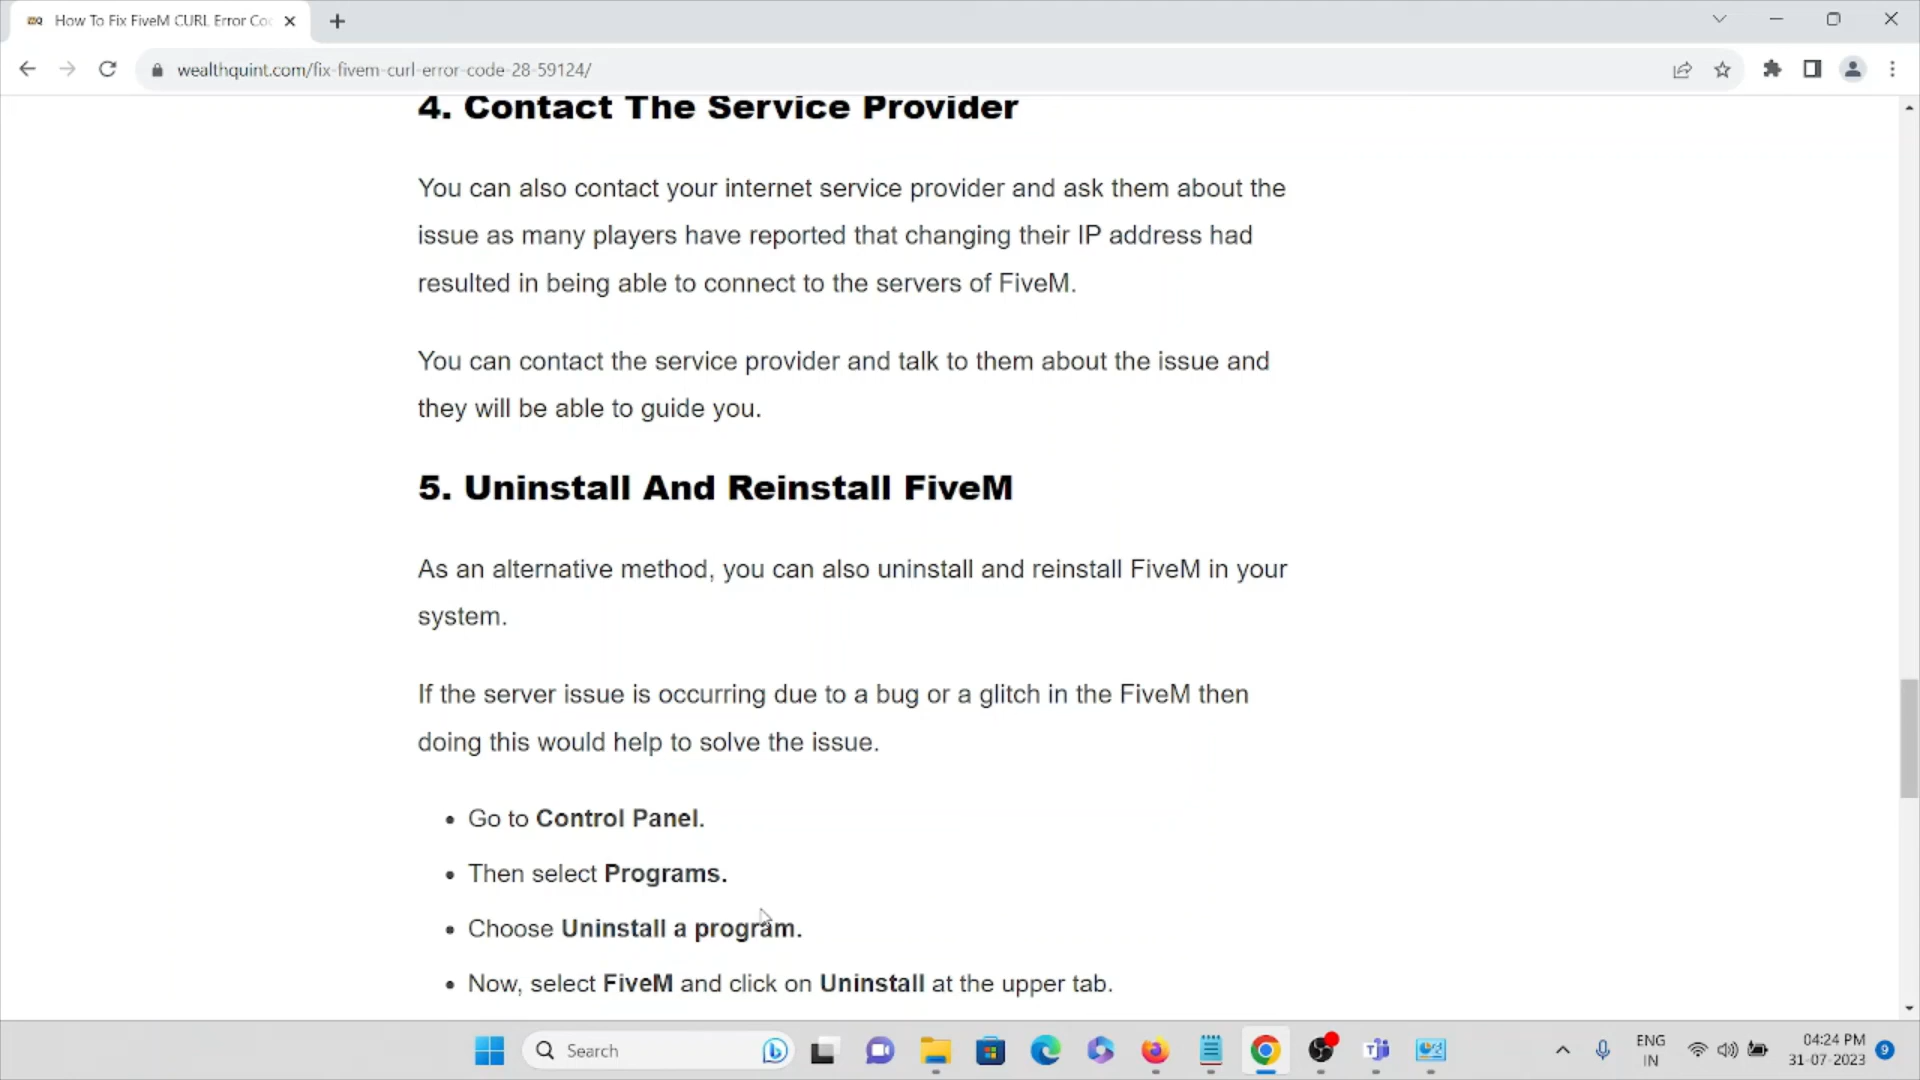 How To Fix FiveM CURL Error Co
wealthquint.com/fix-fivem-curl-error-code-28-59124/
4. Contact The Service Provider
You can also contact your internet service provider and ask them about the
issue as many players have reported that changing their IP address had
resulted in being able to connect to the servers of FiveM.
You can contact the service provider and talk to them about the issue and
they will be able to guide you.
5. Uninstall And Reinstall FiveM
As an alternative method, you can also uninstall and reinstall FiveM in your
system.
If the server issue is occurring due to a bug or a glitch in the FiveM then
doing this would help to solve the issue.
• Go to Control Panel.
• Then select Programs.
• Choose Uninstall a program.
• Now, select FiveM and click on Uninstall at the upper tab.
Search
ENG
IN
04:24 PM
31-07-2023
9